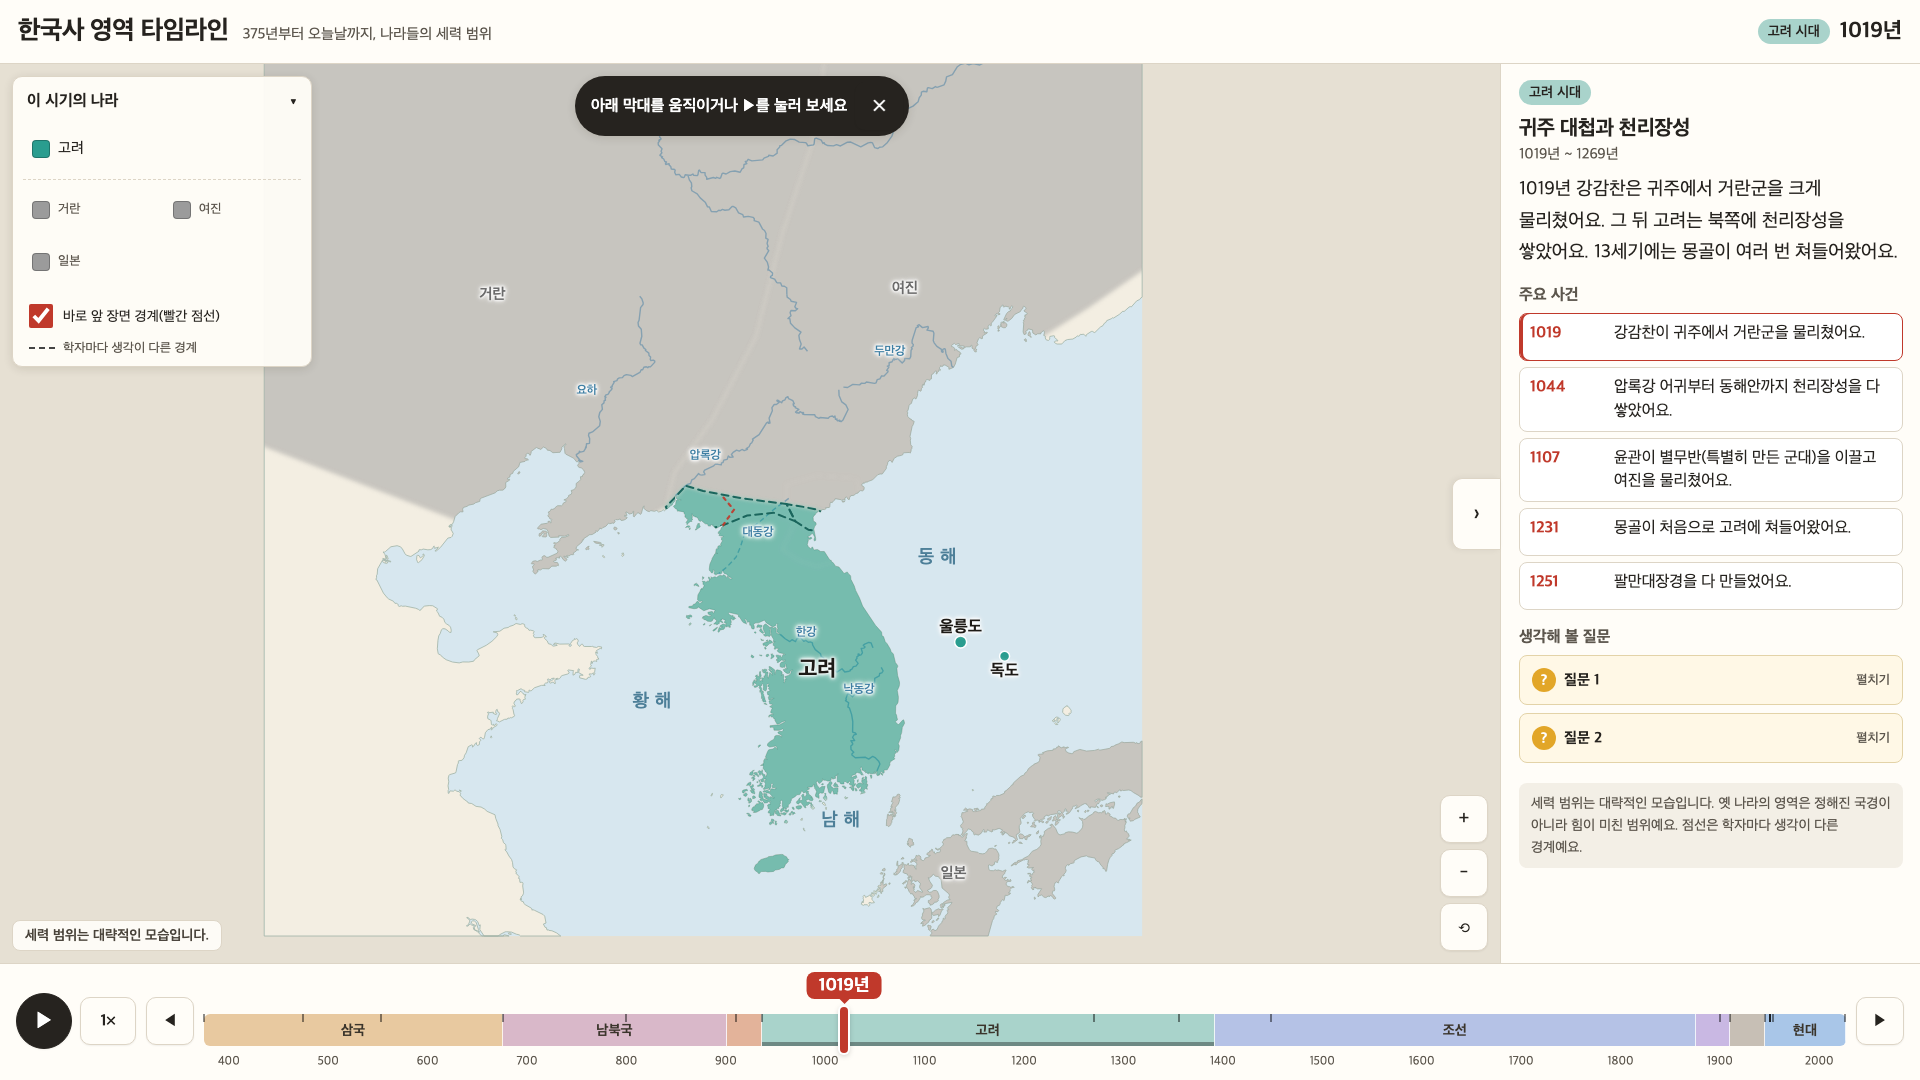 한국사 영역 타임라인
375년부터 오늘날까지, 나라들의 세력 범위
고려 시대
1019년
이 시기의 나라
▼
고려
거란
여진
일본
바로 앞 장면 경계(빨간 점선)
학자마다 생각이 다른 경계
아래 막대를 움직이거나 ▶를 눌러 보세요
✕
거란
여진
두만강
요하
압록강
대동강
동해
울릉도
독도
한강
고려
낙동강
황해
남해
일본
세력 범위는 대략적인 모습입니다.
›
+
−
⟲
고려 시대
귀주 대첩과 천리장성
1019년 ~ 1269년
1019년 강감찬은 귀주에서 거란군을 크게
물리쳤어요. 그 뒤 고려는 북쪽에 천리장성을
쌓았어요. 13세기에는 몽골이 여러 번 쳐들어왔어요.
주요 사건
1019 강감찬이 귀주에서 거란군을 물리쳤어요.
1044 압록강 어귀부터 동해안까지 천리장성을 다
쌓았어요.
1107 윤관이 별무반(특별히 만든 군대)을 이끌고
여진을 물리쳤어요.
1231 몽골이 처음으로 고려에 쳐들어왔어요.
1251 팔만대장경을 다 만들었어요.
생각해 볼 질문
? 질문 1 펼치기
? 질문 2 펼치기
세력 범위는 대략적인 모습입니다. 옛 나라의 영역은 정해진 국경이
아니라 힘이 미친 범위예요. 점선은 학자마다 생각이 다른
경계예요.
1019년
▶ 1× ◀
삼국 남북국 고려 조선 현대
▶
400 500 600 700 800 900 1000 1100 1200 1300 1400 1500 1600 1700 1800 1900 2000